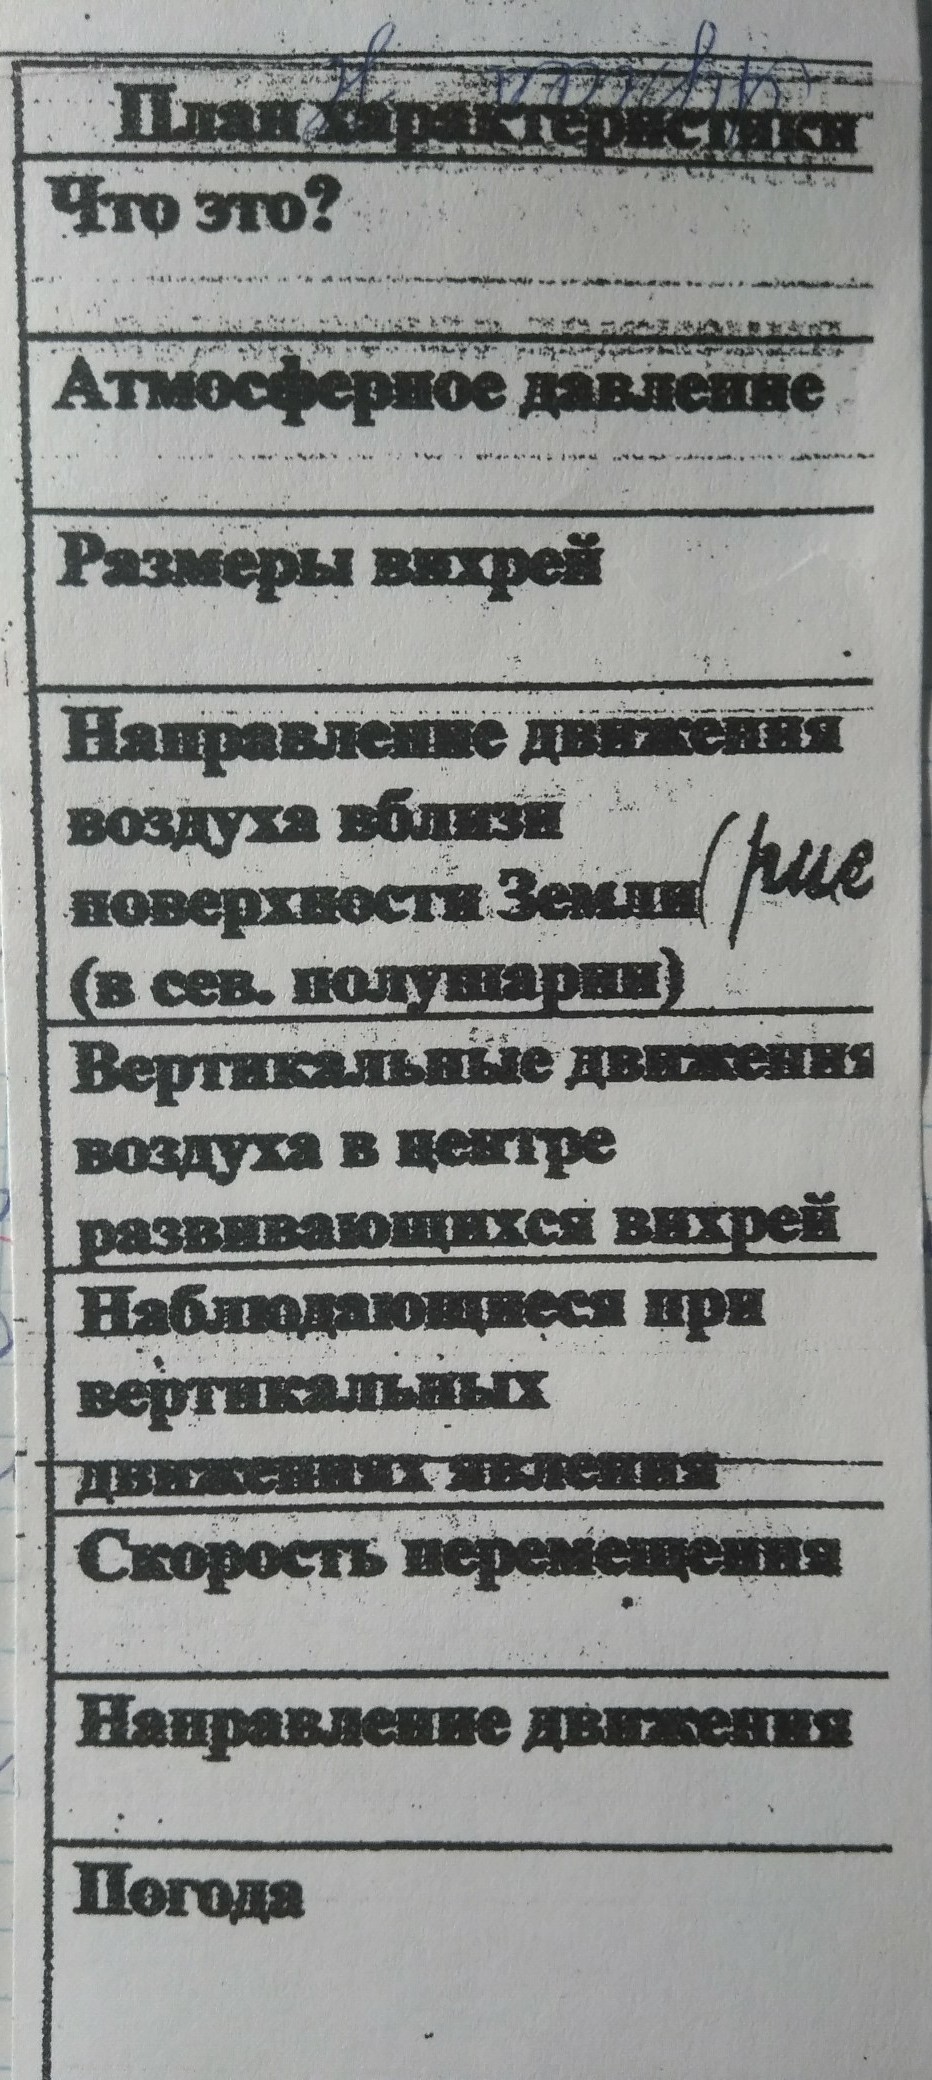 План характеристики
Что это?
Атмосферное давление
Размеры вихрей
Направление движения
воздуха вблизи
поверхности Земли (рис
(в сев. полушарии)
Вертикальные движения
воздуха в центре
развивающихся вихрей
Наблюдающиеся при
вертикальных
движениях явления
Скорость перемещения
Направление движения
Погода